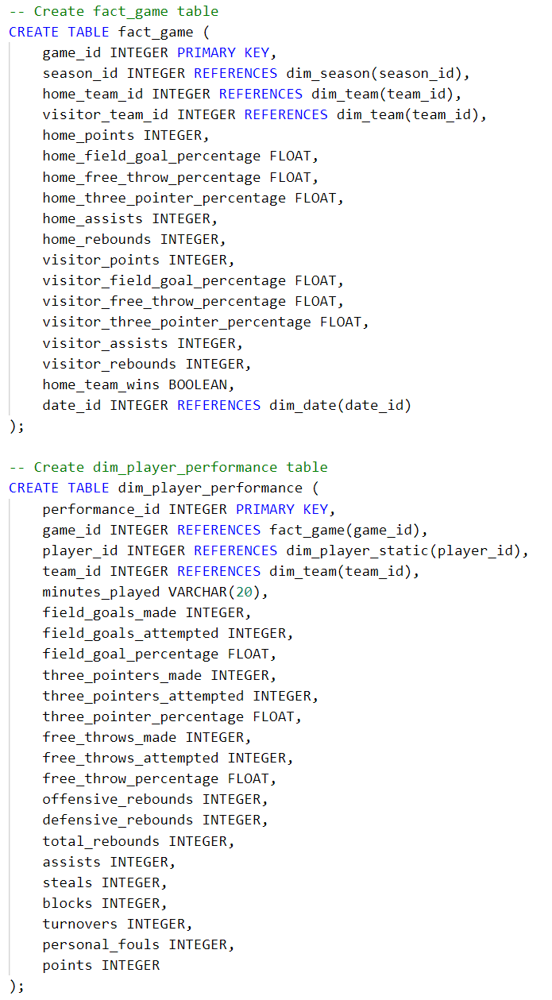 -- Create fact_game table
CREATE TABLE fact_game (
    game_id INTEGER PRIMARY KEY,
    season_id INTEGER REFERENCES dim_season(season_id),
    home_team_id INTEGER REFERENCES dim_team(team_id),
    visitor_team_id INTEGER REFERENCES dim_team(team_id),
    home_points INTEGER,
    home_field_goal_percentage FLOAT,
    home_free_throw_percentage FLOAT,
    home_three_pointer_percentage FLOAT,
    home_assists INTEGER,
    home_rebounds INTEGER,
    visitor_points INTEGER,
    visitor_field_goal_percentage FLOAT,
    visitor_free_throw_percentage FLOAT,
    visitor_three_pointer_percentage FLOAT,
    visitor_assists INTEGER,
    visitor_rebounds INTEGER,
    home_team_wins BOOLEAN,
    date_id INTEGER REFERENCES dim_date(date_id)
);

-- Create dim_player_performance table
CREATE TABLE dim_player_performance (
    performance_id INTEGER PRIMARY KEY,
    game_id INTEGER REFERENCES fact_game(game_id),
    player_id INTEGER REFERENCES dim_player_static(player_id),
    team_id INTEGER REFERENCES dim_team(team_id),
    minutes_played VARCHAR(20),
    field_goals_made INTEGER,
    field_goals_attempted INTEGER,
    field_goal_percentage FLOAT,
    three_pointers_made INTEGER,
    three_pointers_attempted INTEGER,
    three_pointer_percentage FLOAT,
    free_throws_made INTEGER,
    free_throws_attempted INTEGER,
    free_throw_percentage FLOAT,
    offensive_rebounds INTEGER,
    defensive_rebounds INTEGER,
    total_rebounds INTEGER,
    assists INTEGER,
    steals INTEGER,
    blocks INTEGER,
    turnovers INTEGER,
    personal_fouls INTEGER,
    points INTEGER
);